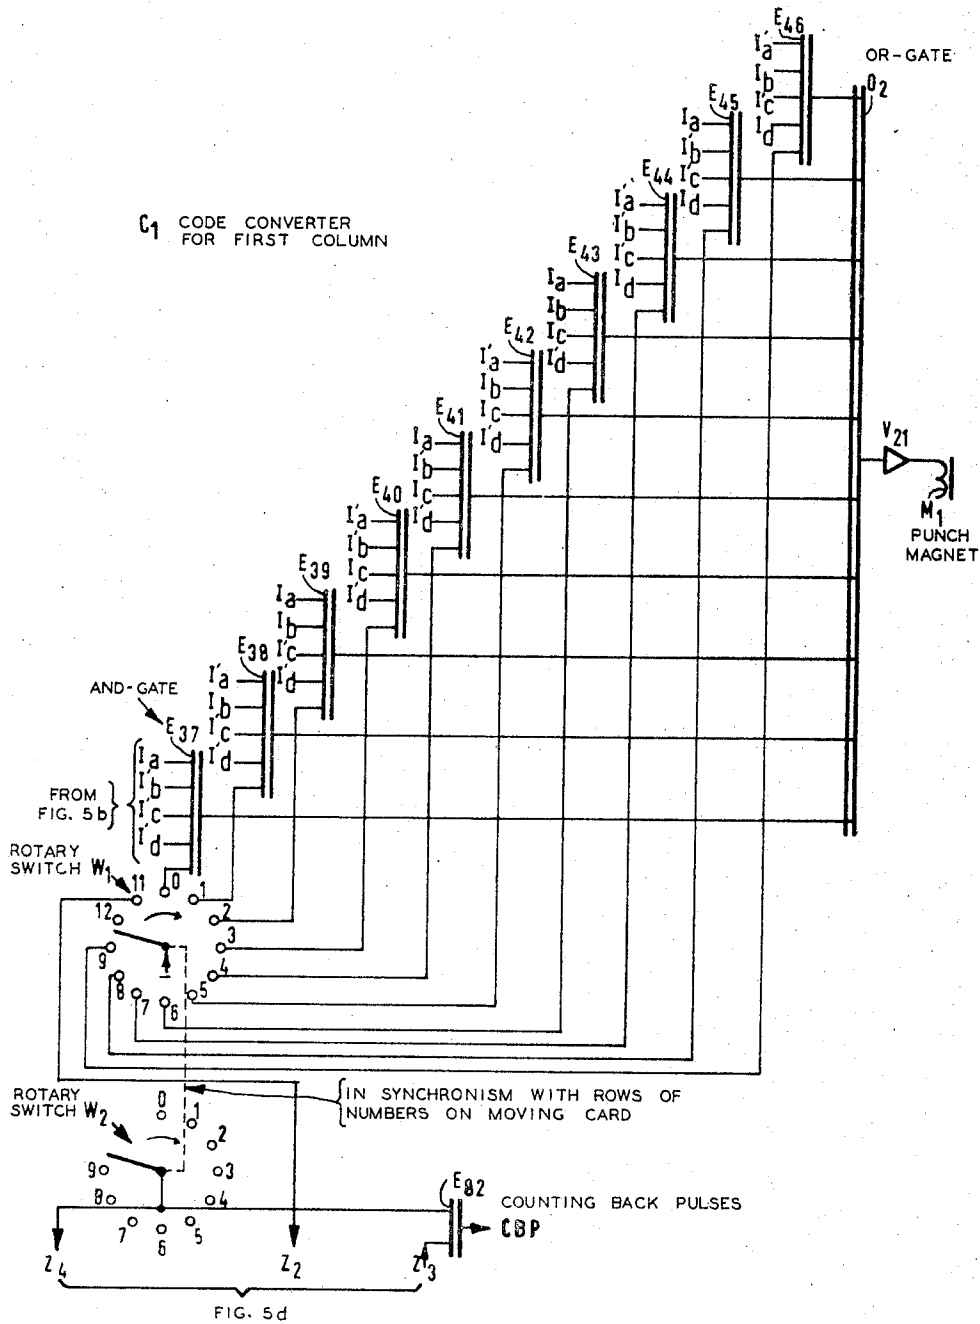 E46
I'a
Ib
I'c
Id
OR-GATE
O2
E45
Ia
I'b
I'c
Id
E44
I'a
I'b
I'c
Id
C1 CODE CONVERTER
FOR FIRST COLUMN
E43
Ia
Ib
Ic
I'd
E42
I'a
Ib
Ic
I'd
E41
Ia
I'b
Ic
I'd
V21
M1
PUNCH
MAGNET
E40
I'a
I'b
Ic
I'd
E39
Ia
Ib
I'c
I'd
E38
I'a
Ib
I'c
I'd
AND-GATE
E37
Ia
I'b
I'c
I'd
FROM
FIG. 5b
ROTARY
SWITCH W1
11
0
1
12
2
9
3
8
4
7
6
5
IN SYNCHRONISM WITH ROWS OF
NUMBERS ON MOVING CARD
ROTARY
SWITCH W2
0
1
2
9
3
8
4
7
6
5
E82
COUNTING BACK PULSES
CBP
Z4
Z2
Z3
FIG. 5d